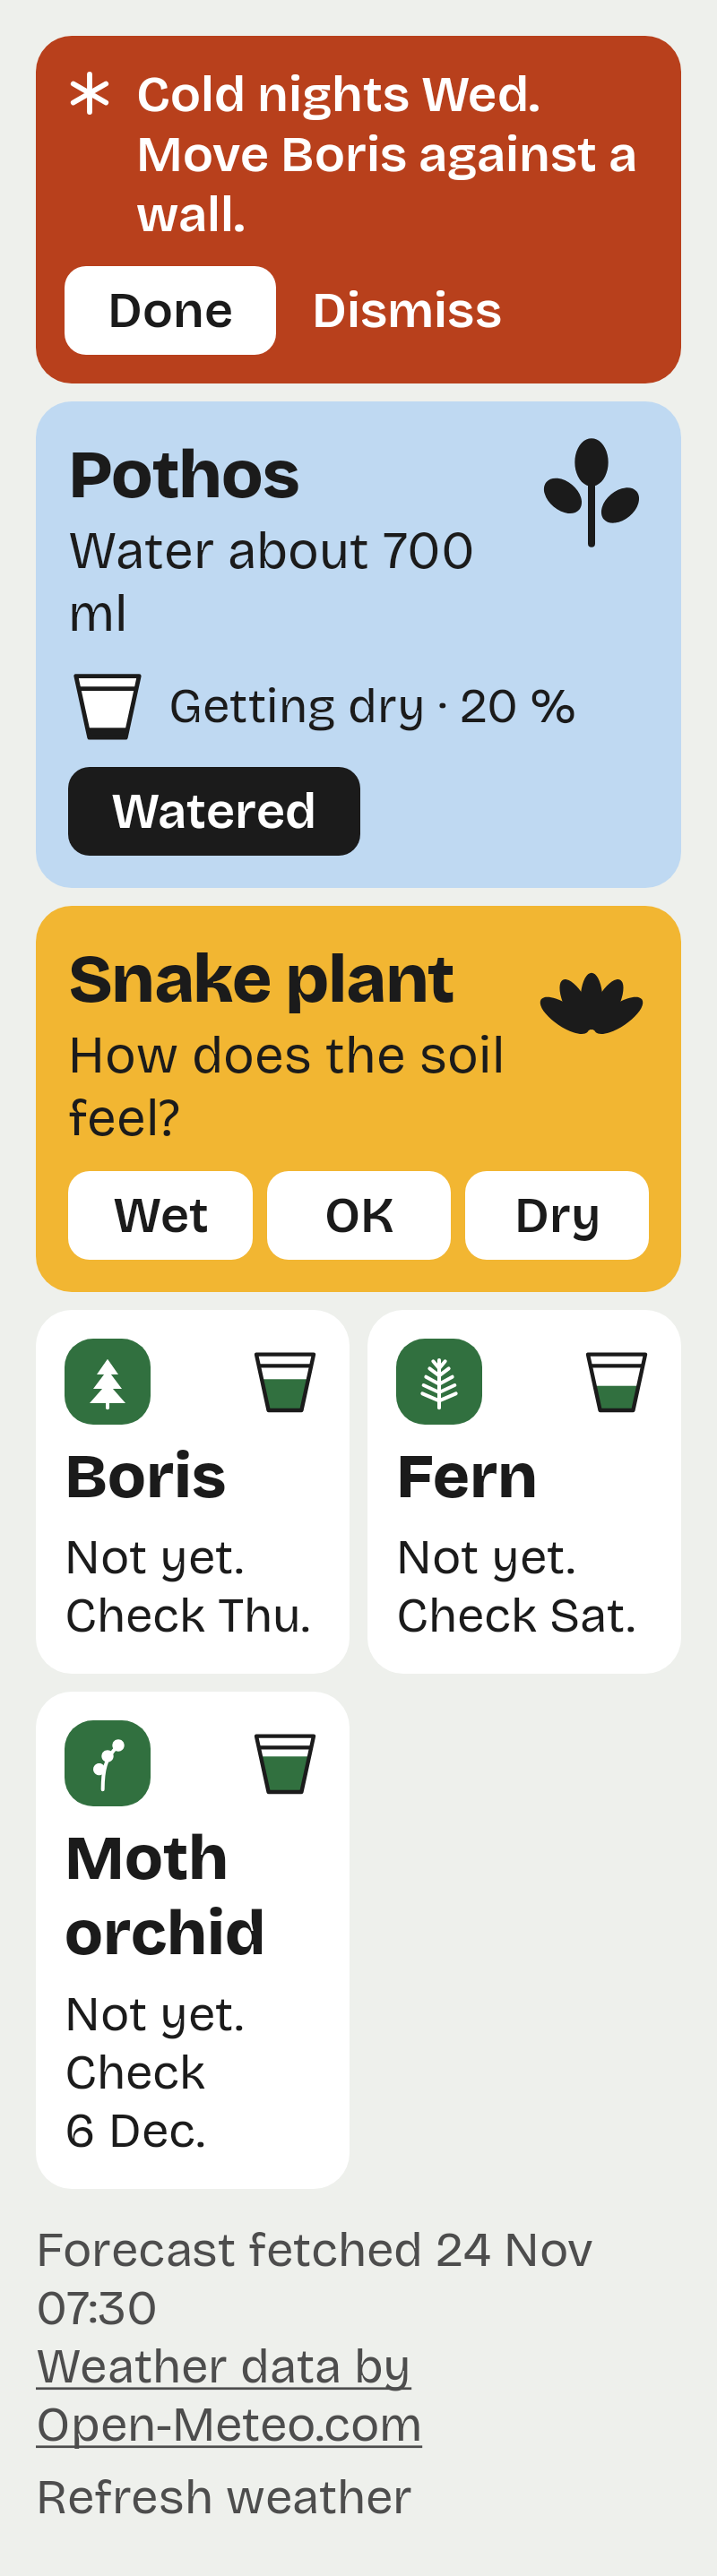 Cold nights Wed.
Move Boris against a
wall.
Done
Dismiss
Pothos
Water about 700
ml
Getting dry · 20 %
Watered
Snake plant
How does the soil
feel?
Wet
OK
Dry
Boris
Not yet.
Check Thu.
Fern
Not yet.
Check Sat.
Moth
orchid
Not yet.
Check
6 Dec.
Forecast fetched 24 Nov
07:30
Weather data by
Open-Meteo.com
Refresh weather